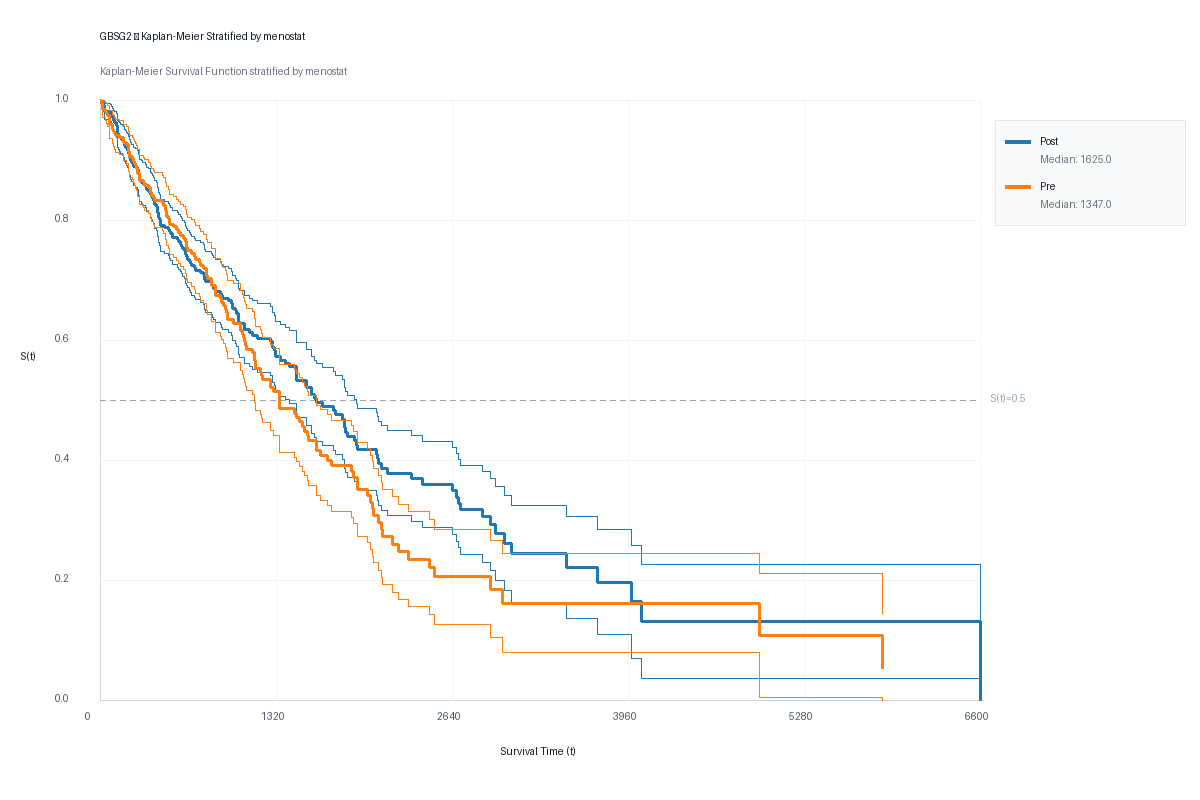 GBSG2 ▯ Kaplan-Meier Stratified by menostat
Kaplan-Meier Survival Function stratified by menostat
1.0
0.8
0.6
S(t)
0.4
0.2
0.0
0
1320
2640
3960
5280
6600
Survival Time (t)
S(t)=0.5
Post
Median: 1625.0
Pre
Median: 1347.0